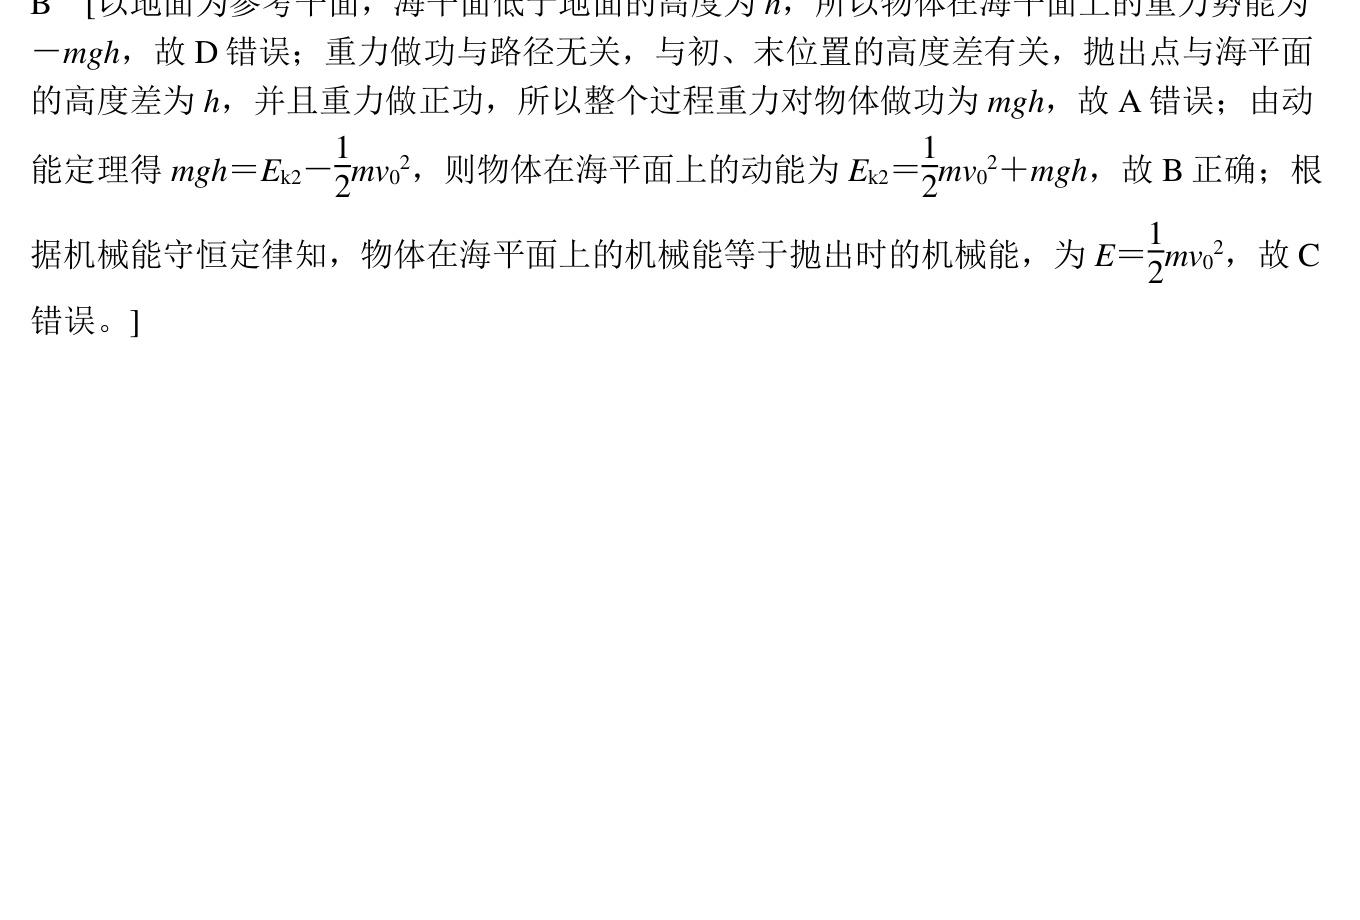 B [以地面为参考平面，海平面低于地面的高度为 h，所以物体在海平面上的重力势能为
－mgh，故 D 错误；重力做功与路径无关，与初、末位置的高度差有关，抛出点与海平面
的高度差为 h，并且重力做正功，所以整个过程重力对物体做功为 mgh，故 A 错误；由动
能定理得 mgh＝Ek2－1/2mv0²，则物体在海平面上的动能为 Ek2＝1/2mv0²＋mgh，故 B 正确；根
据机械能守恒定律知，物体在海平面上的机械能等于抛出时的机械能，为 E＝1/2mv0²，故 C
错误。]